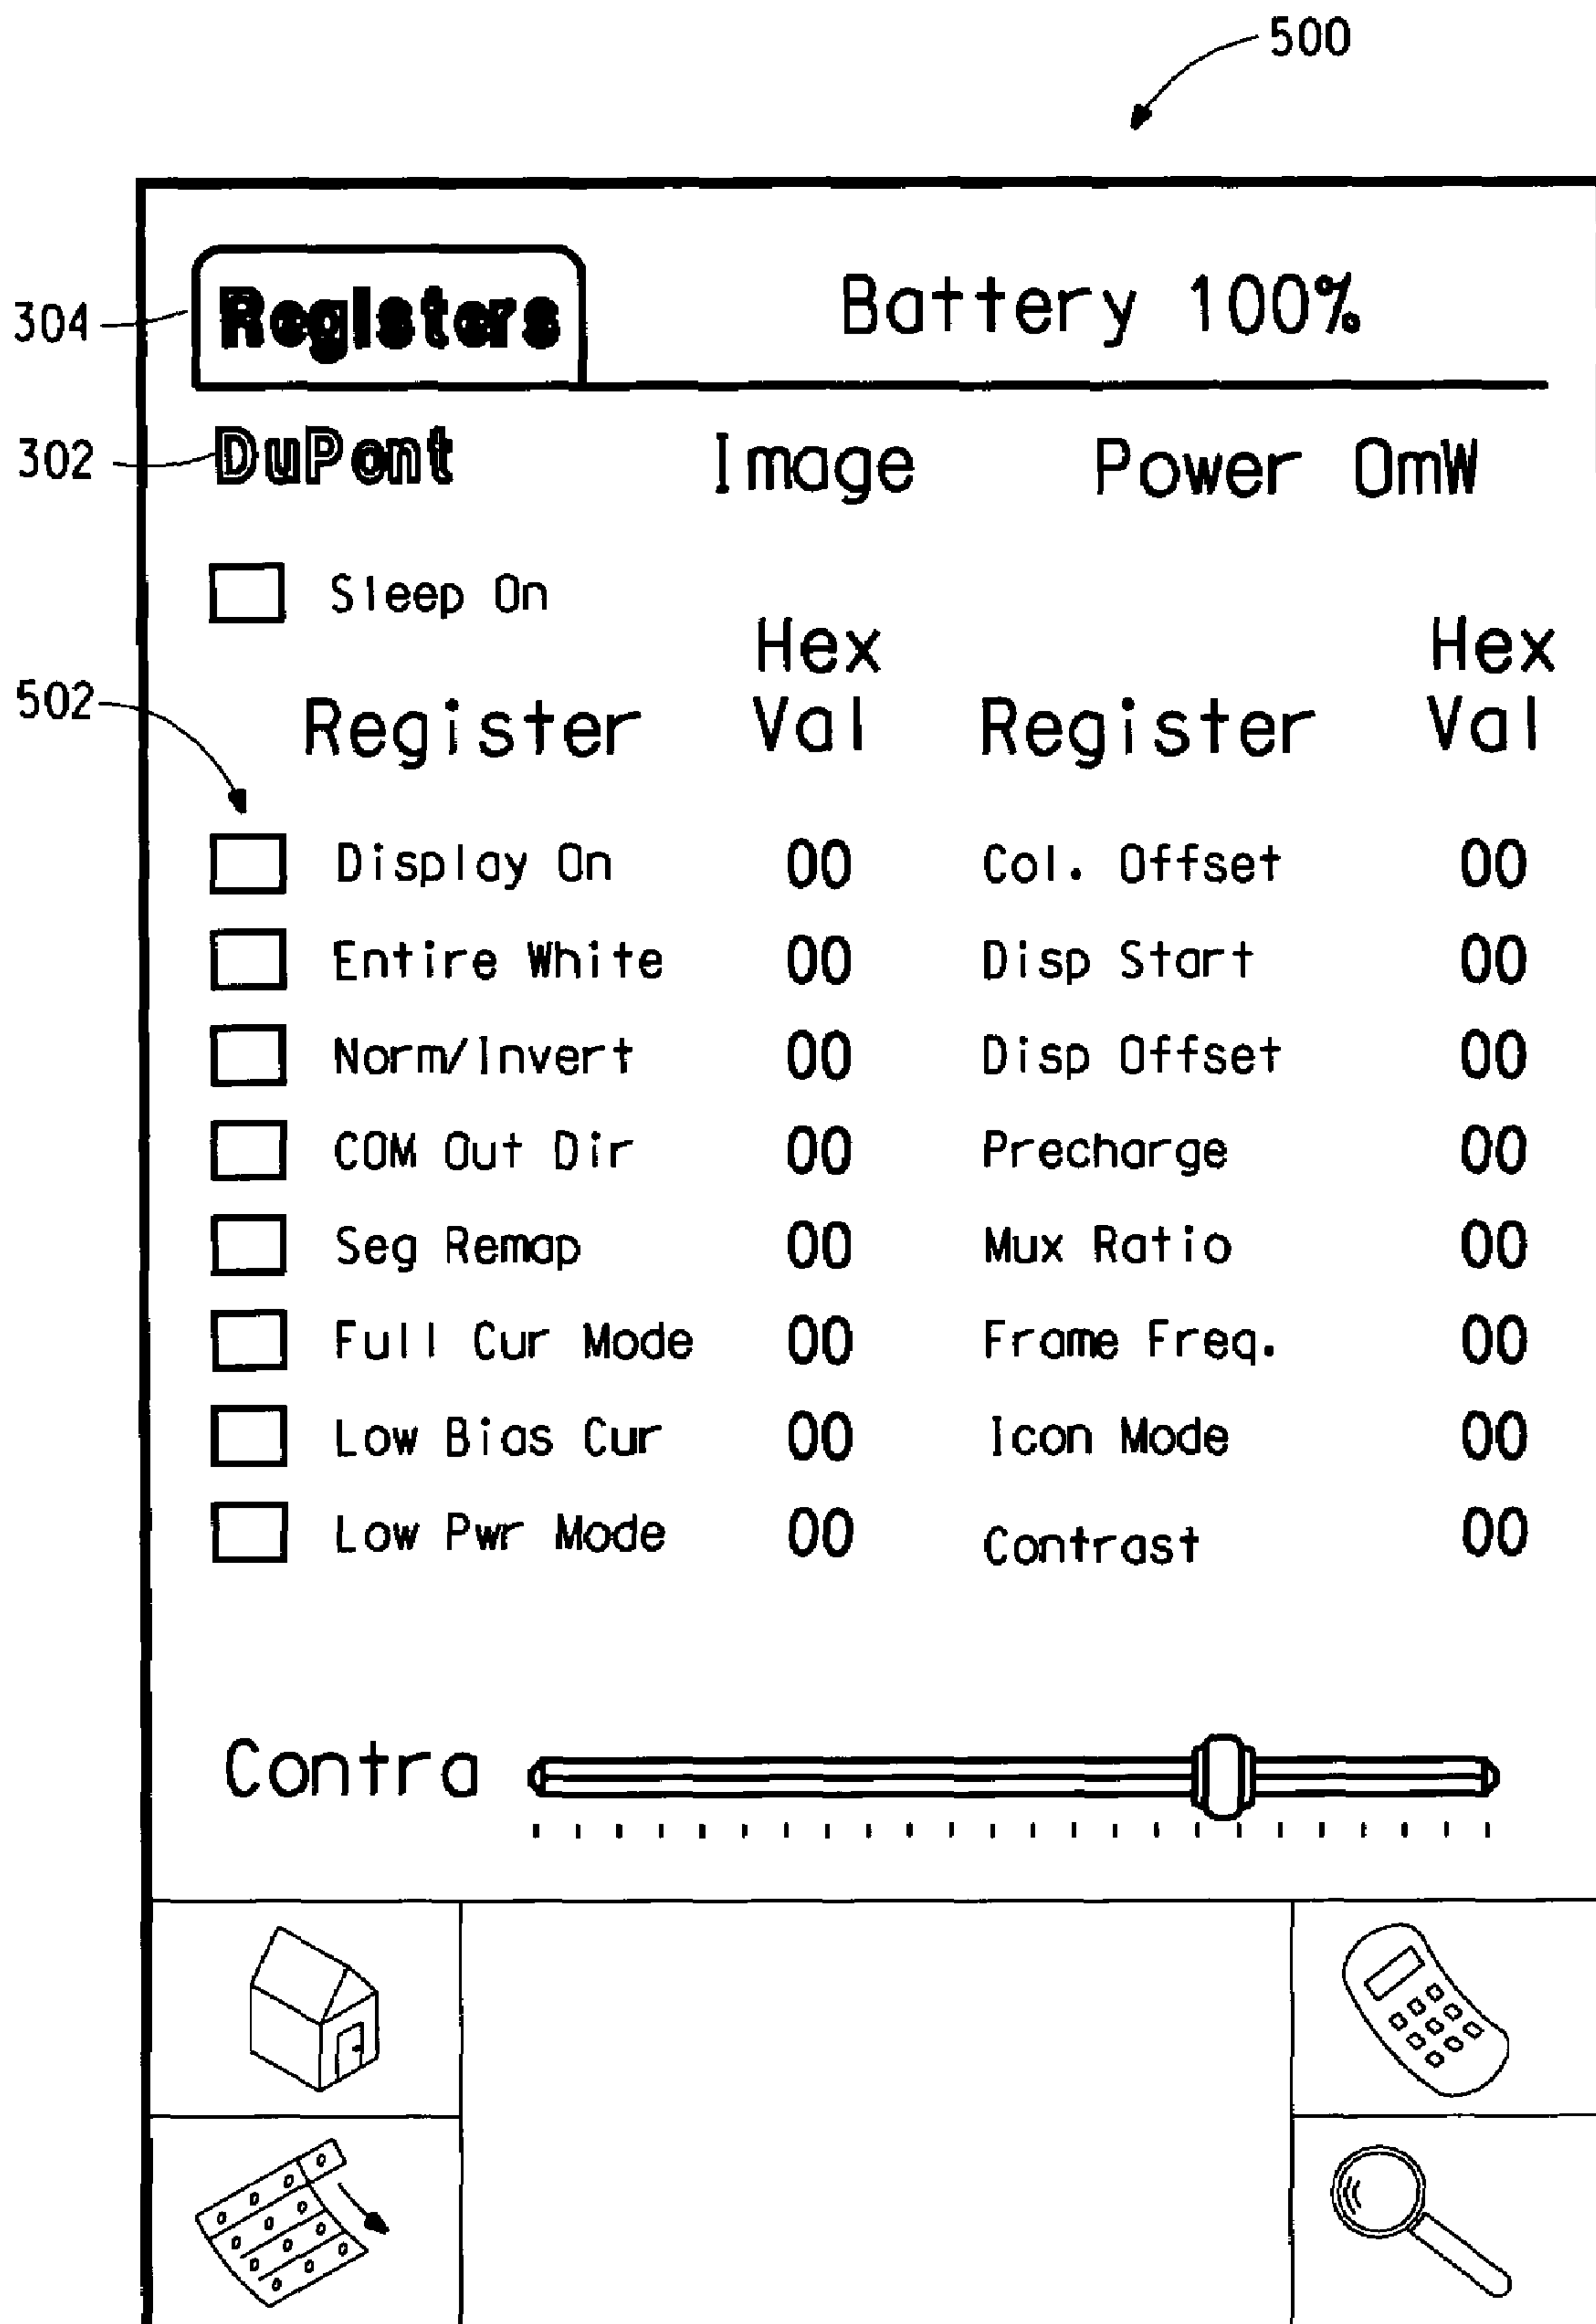 500
304 Registers Battery 100%
302 DuPont Image Power 0mW
Sleep On
Hex Hex
502 Register Val Register Val
Display On 00 Col. Offset 00
Entire White 00 Disp Start 00
Norm/Invert 00 Disp Offset 00
COM Out Dir 00 Precharge 00
Seg Remap 00 Mux Ratio 00
Full Cur Mode 00 Frame Freq. 00
Low Bias Cur 00 Icon Mode 00
Low Pwr Mode 00 Contrast 00
Contra